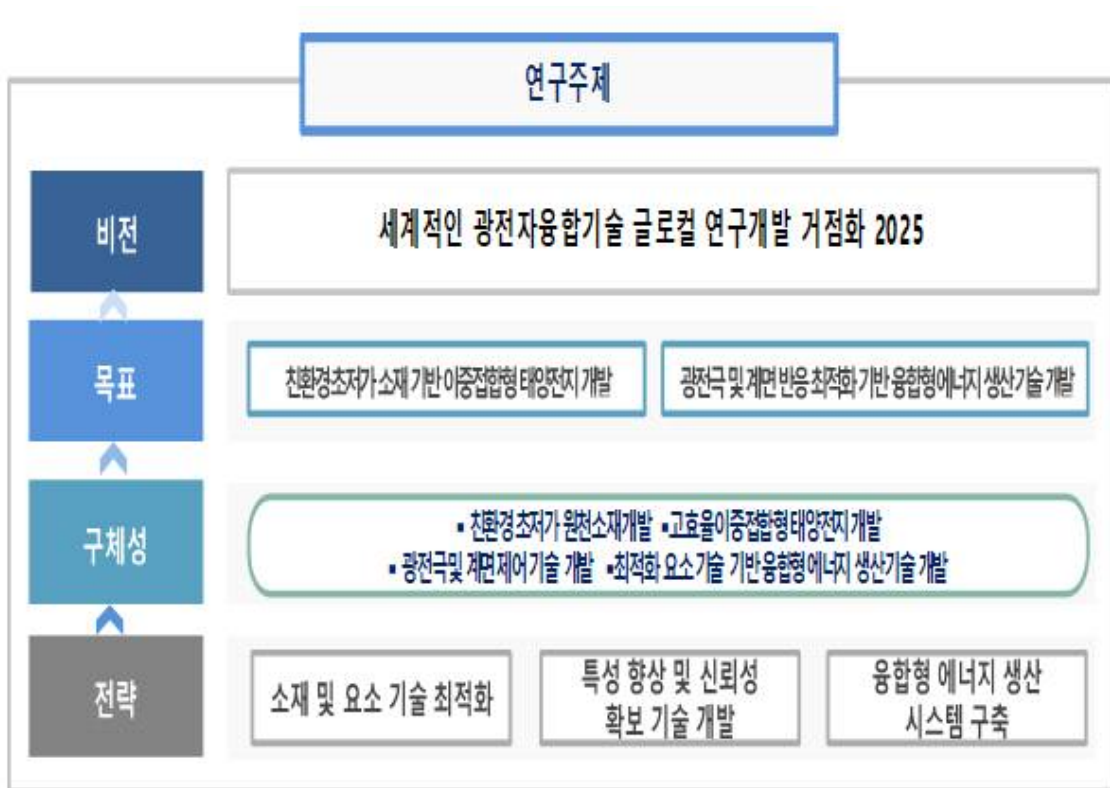 연구주제
비전
세계적인 광전자융합기술 글로컬 연구개발 거점화 2025
목표
친환경초저가 소재 기반 이중접합형 태양전지 개발
광전극 및 계면 반응 최적화 기반 융합형에너지 생산기술 개발
구체성
▪ 친환경 초저가 원천소재개발 ▪고효율이중접합형 태양전지 개발
▪ 광전극및 계면제어 기술 개발 ▪최적화 요소기술 기반 융합형 에너지 생산기술 개발
전략
소재 및 요소 기술 최적화
특성 향상 및 신뢰성
확보 기술 개발
융합형 에너지 생산
시스템 구축